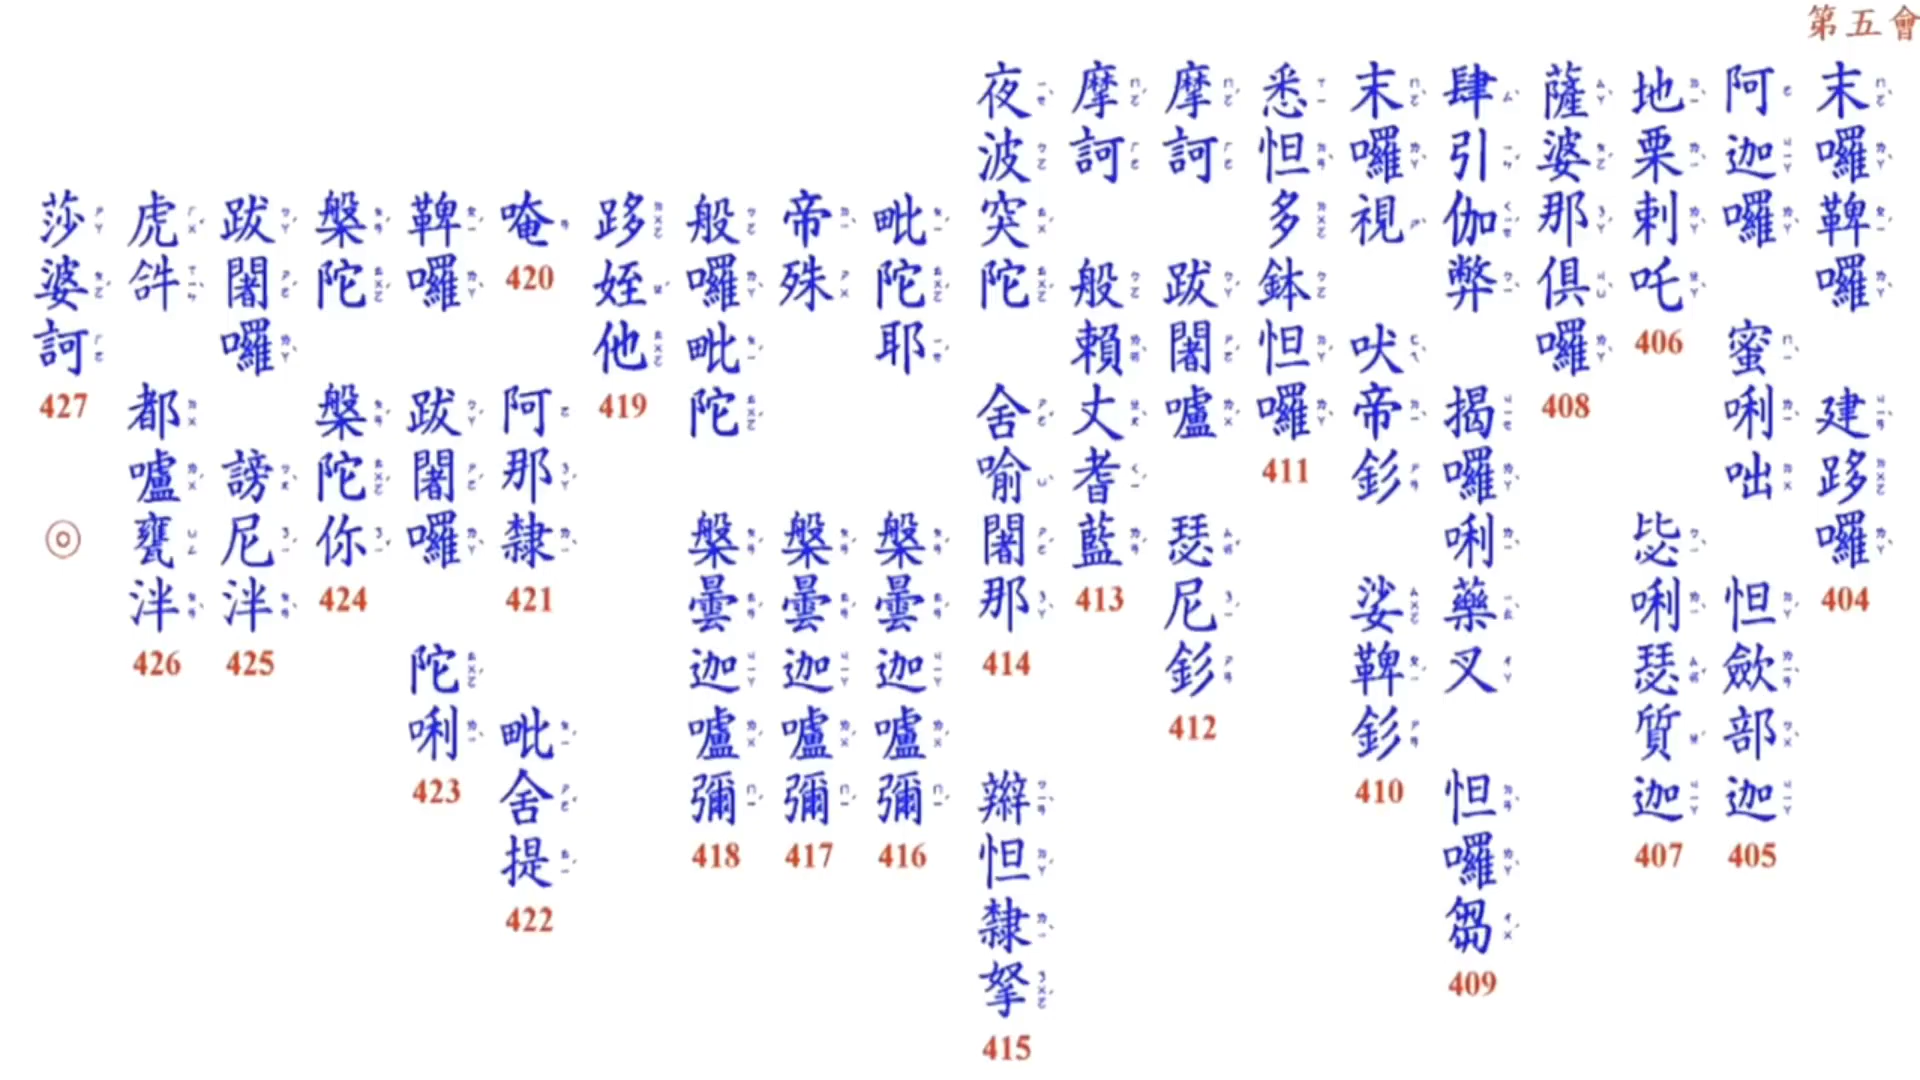 第五會
末囉鞞囉 建跢囉 404
阿迦囉 蜜唎咄 怛斂部迦 405
地栗剌吒 406 毖唎瑟質迦 407
薩婆那俱囉 408
肆引伽弊 揭囉唎藥叉 怛囉芻 409
末囉視 吠帝釤 娑鞞釤 410
悉怛多鉢怛囉 411
摩訶 跋闍嚧 瑟尼釤 412
摩訶 般賴丈耆藍 413
夜波突陀 舍喻闍那 414 辮怛隸拏 415
毗陀耶 槃曇迦嚧彌 416
帝殊 槃曇迦嚧彌 417
般囉毗陀 槃曇迦嚧彌 418
跢姪他 419
唵 420 阿那隸 421 毗舍提 422
鞞囉 跋闍囉 陀唎 423
槃陀 槃陀你 424
跋闍囉 謗尼泮 425
虎𤙖 都嚧甕泮 426
莎婆訶 427